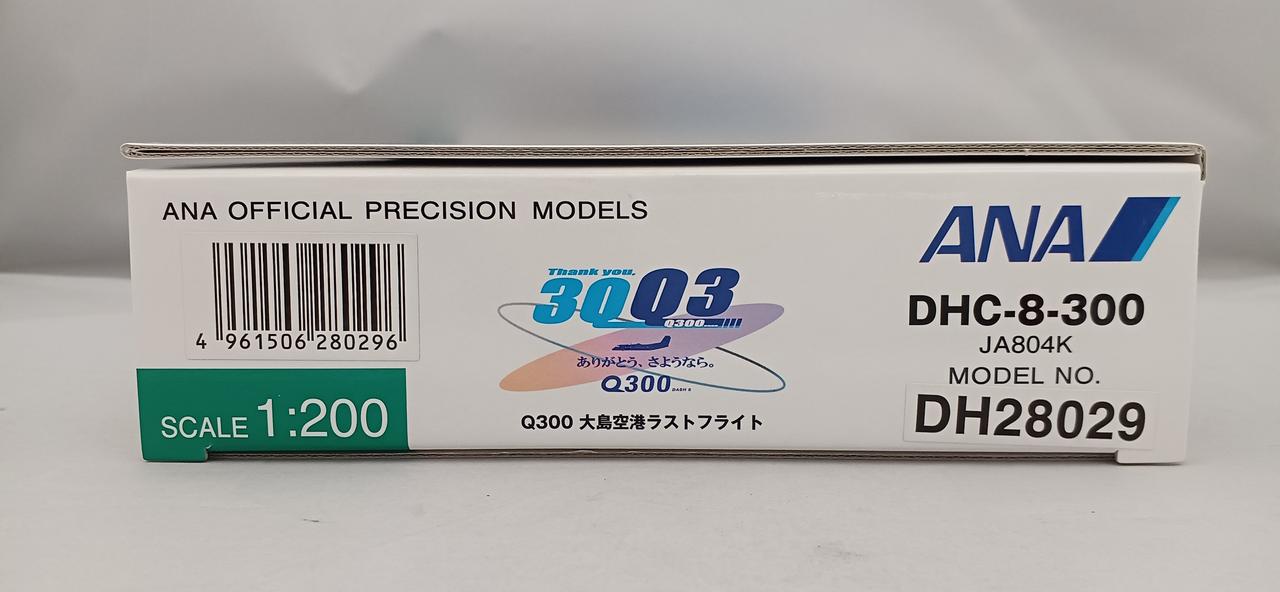 ANA OFFICIAL PRECISION MODELS
4 961506 280296
SCALE 1:200
Thank you,
3QQ3
Q300
ありがとう、さようなら。
Q300 DASH 8
Q300 大島空港ラストフライト
ANA
DHC-8-300
JA804K
MODEL NO.
DH28029